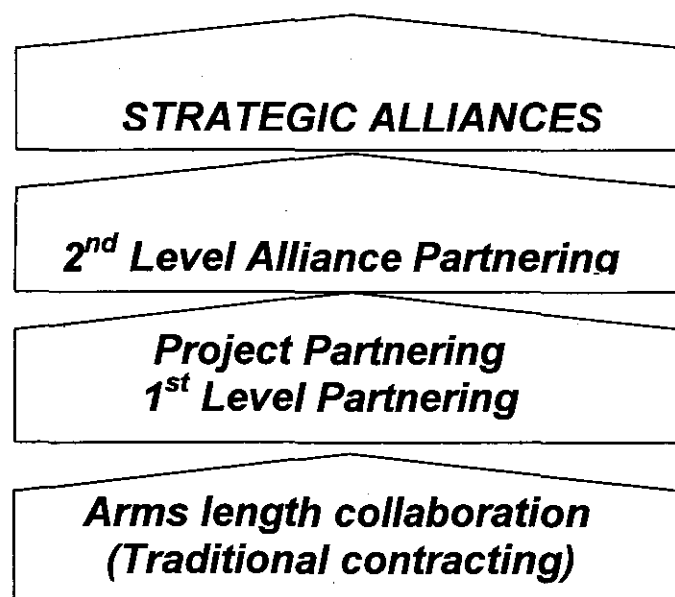 STRATEGIC ALLIANCES
2nd Level Alliance Partnering
Project Partnering
1st Level Partnering
Arms length collaboration
(Traditional contracting)